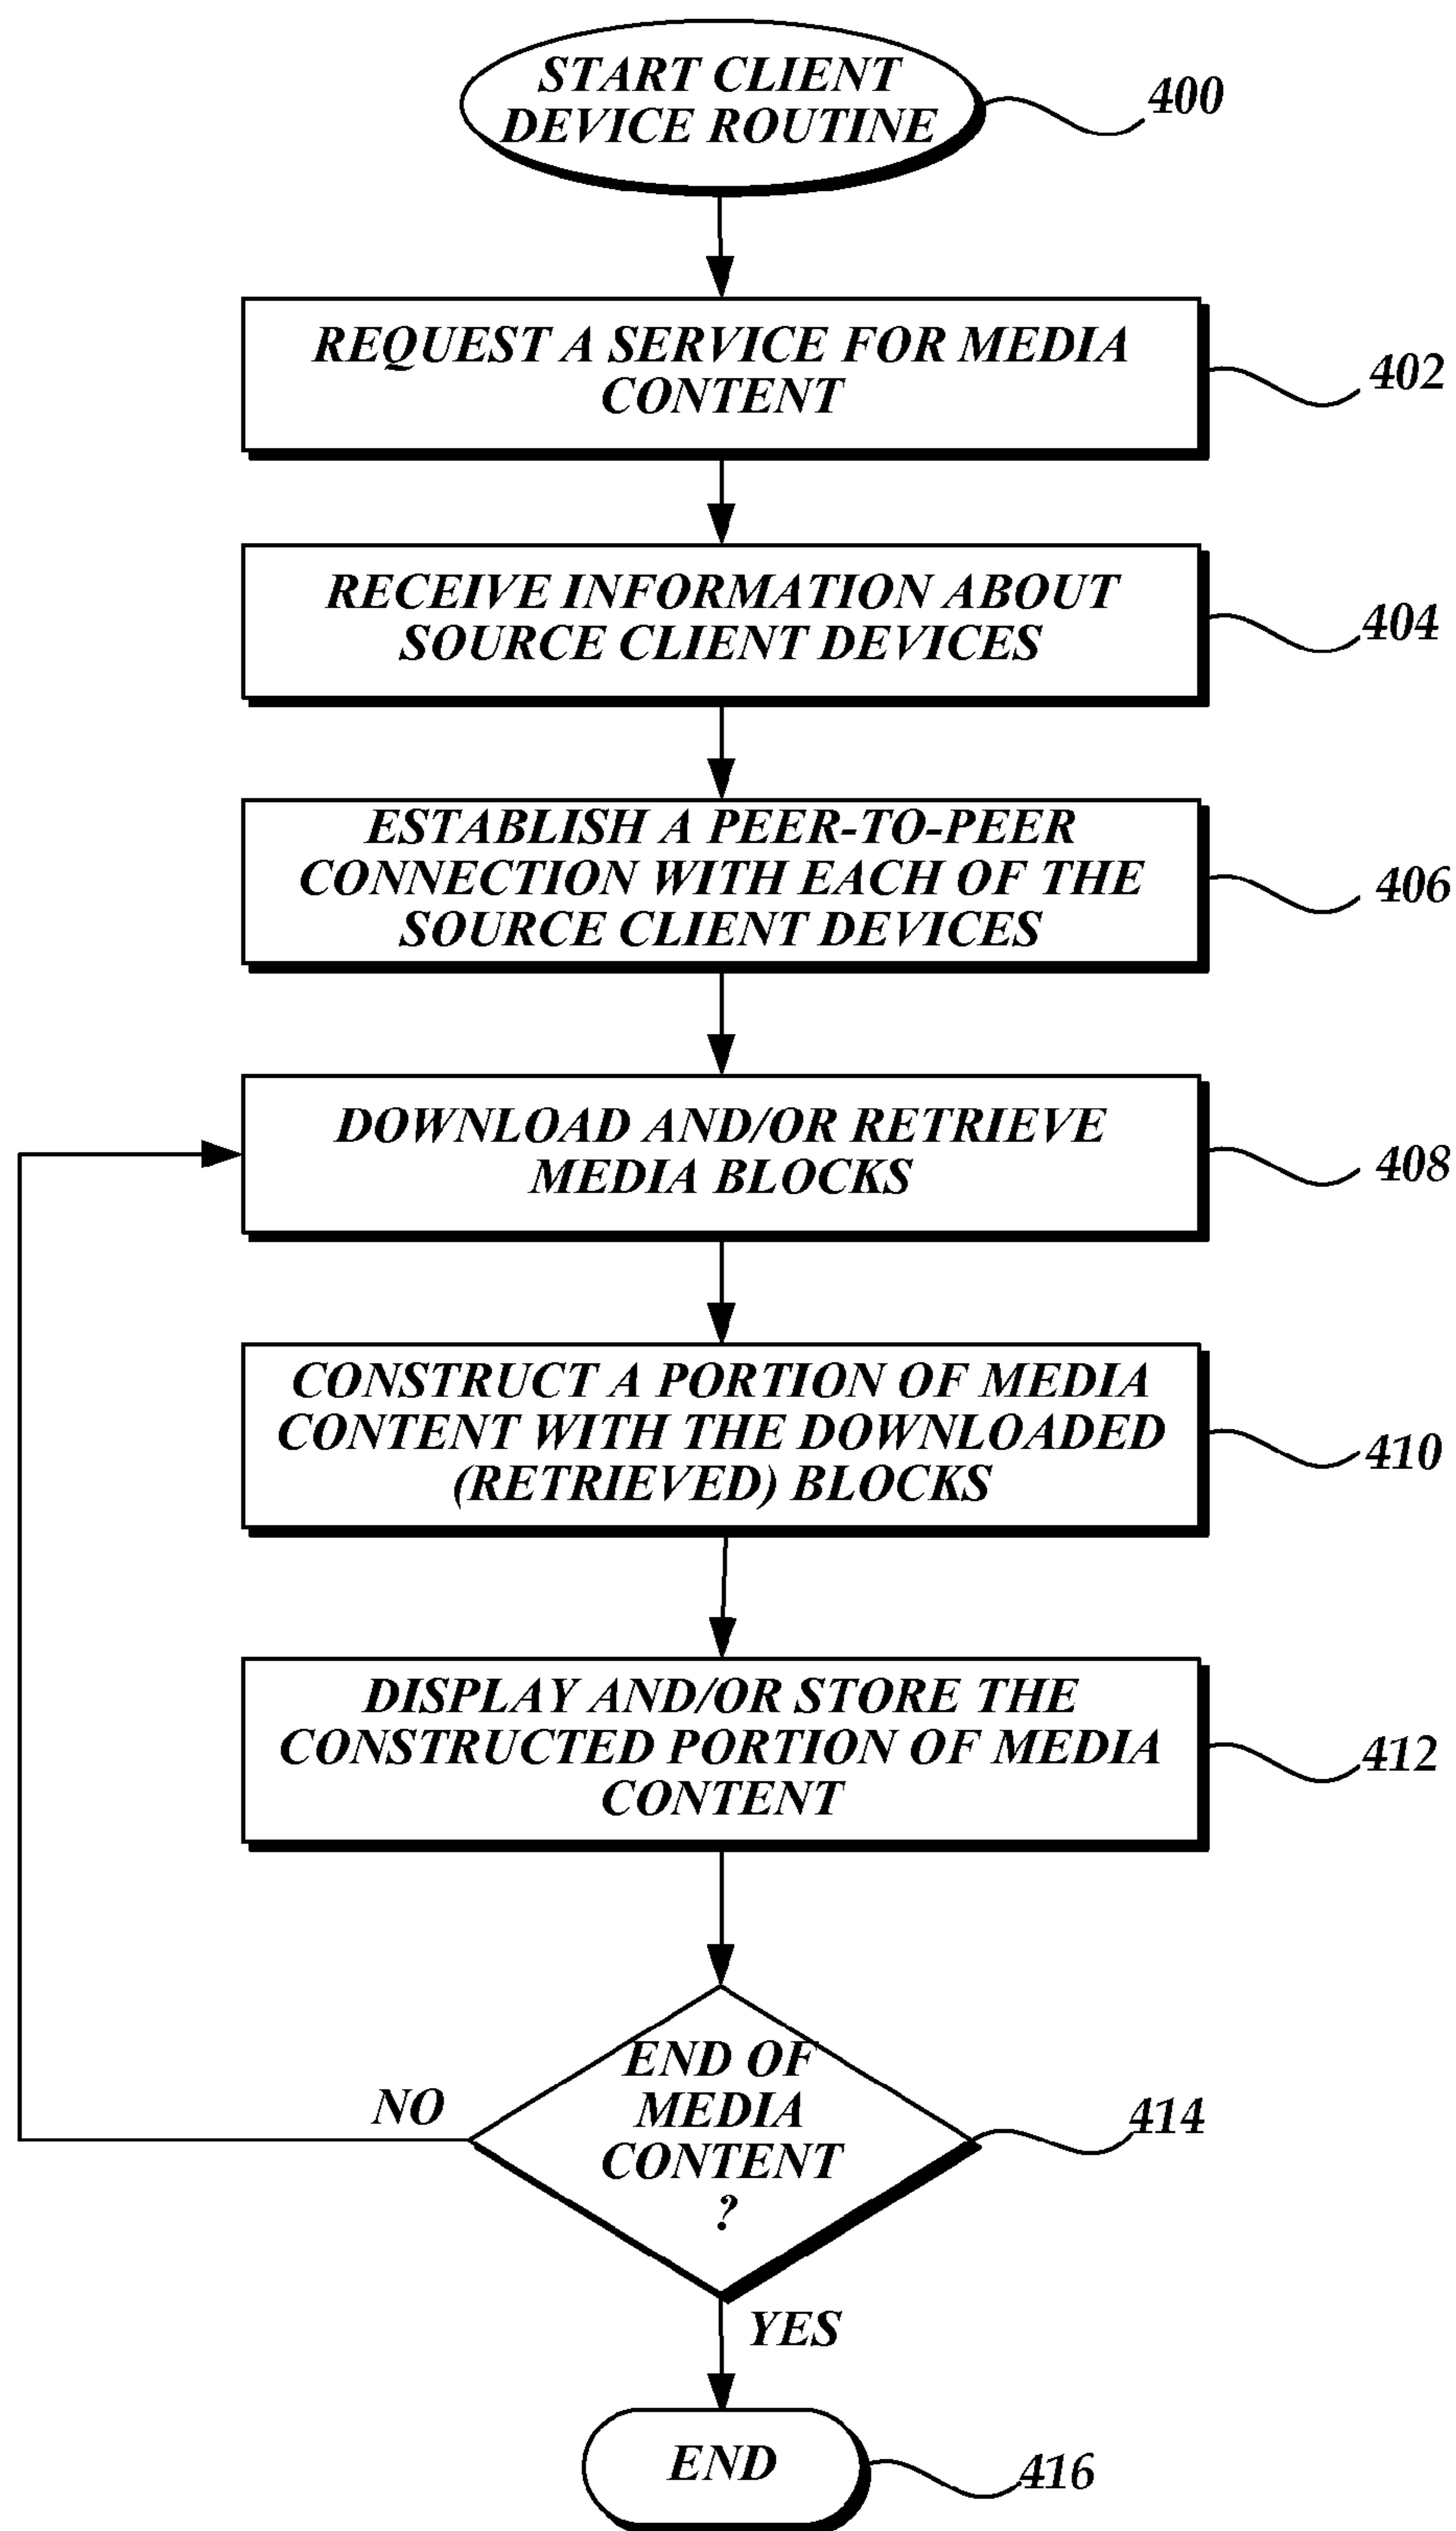 START CLIENT
DEVICE ROUTINE
400
REQUEST A SERVICE FOR MEDIA
CONTENT
402
RECEIVE INFORMATION ABOUT
SOURCE CLIENT DEVICES
404
ESTABLISH A PEER-TO-PEER
CONNECTION WITH EACH OF THE
SOURCE CLIENT DEVICES
406
DOWNLOAD AND/OR RETRIEVE
MEDIA BLOCKS
408
CONSTRUCT A PORTION OF MEDIA
CONTENT WITH THE DOWNLOADED
(RETRIEVED) BLOCKS
410
DISPLAY AND/OR STORE THE
CONSTRUCTED PORTION OF MEDIA
CONTENT
412
END OF
MEDIA
CONTENT
?
414
NO
YES
END
416